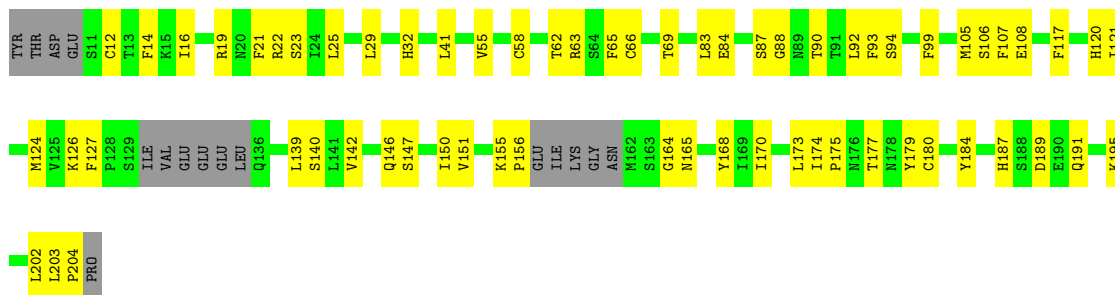 TYR THR ASP GLU S11 C12 T13 F14 K15 I16 R19 N20 F21 R22 S23 I24 L25 L29 H32 L41 V55 C58 T62 R63 S64 F65 C66 T69 L83 E84 S87 G88 N89 T90 T91 L92 F93 S94 F99 M105 S106 F107 E108 F117 H120 I121
M124 V125 K126 F127 P128 S129 ILE VAL GLU GLU GLU LEU Q136 L139 S140 L141 V142 Q146 S147 I150 V151 K155 P156 GLU ILE LYS GLY ASN M162 S163 G164 N165 Y168 I169 I170 L173 I174 P175 N176 T177 N178 Y179 C180 Y184 H187 S188 D189 E190 Q191 K195
L202 L203 P204 PRO